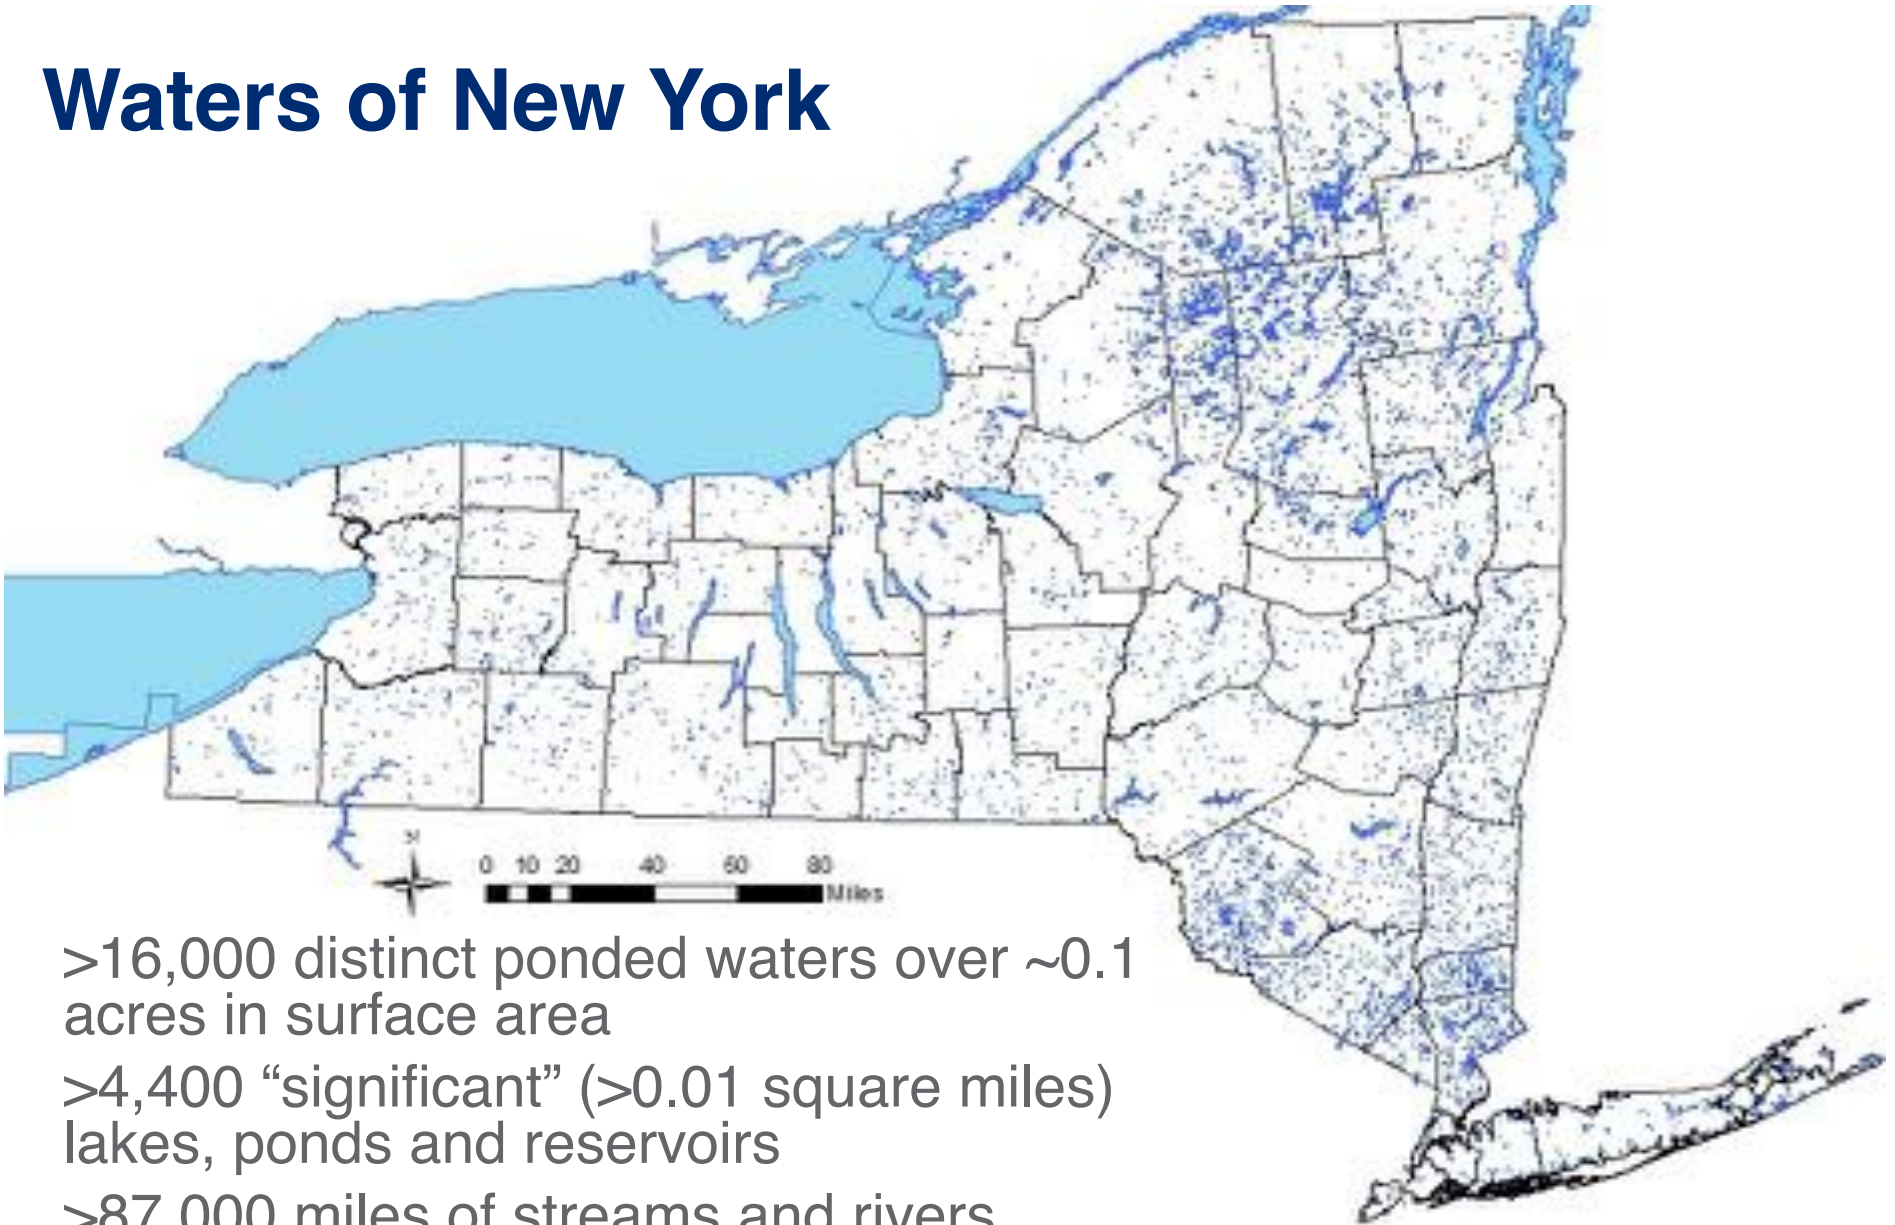 Waters of New York
N
0 10 20 40 60 80
Miles
>16,000 distinct ponded waters over ~0.1
acres in surface area
>4,400 “significant” (>0.01 square miles)
lakes, ponds and reservoirs
>87,000 miles of streams and rivers